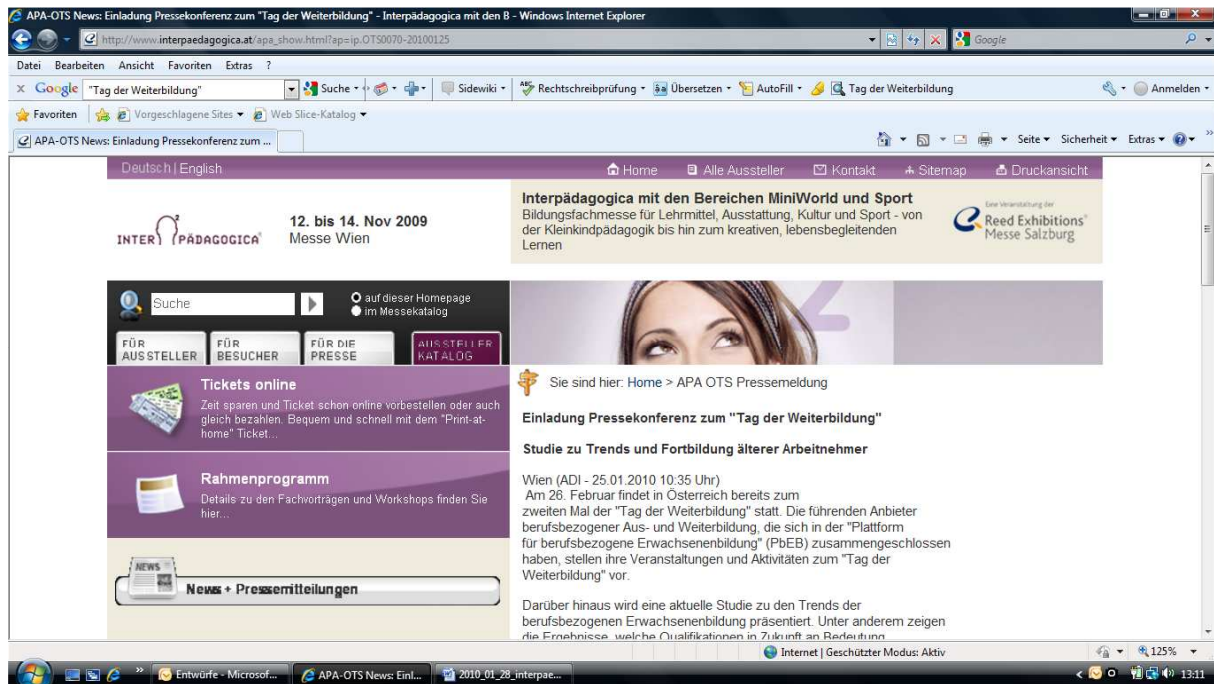 APA-OTS News: Einladung Pressekonferenz zum "Tag der Weiterbildung" - Interpädagogica mit den B - Windows Internet Explorer
http://www.interpaedagogica.at/apa_show.html?ap=ip.OTS0070-20100125
Google
Datei Bearbeiten Ansicht Favoriten Extras ?
x Google "Tag der Weiterbildung" Suche Sidewiki Rechtschreibprüfung Übersetzen AutoFill Tag der Weiterbildung Anmelden
Favoriten Vorgeschlagene Sites Web Slice-Katalog
APA-OTS News: Einladung Pressekonferenz zum ... Seite Sicherheit Extras
Deutsch | English Home Alle Aussteller Kontakt Sitemap Druckansicht
INTER PÄDAGOGICA
12. bis 14. Nov 2009
Messe Wien
Interpädagogica mit den Bereichen MiniWorld und Sport
Bildungsfachmesse für Lehrmittel, Ausstattung, Kultur und Sport - von
der Kleinkindpädagogik bis hin zum kreativen, lebensbegleitenden
Lernen
Eine Veranstaltung der
Reed Exhibitions
Messe Salzburg
Suche
auf dieser Homepage
im Messekatalog
FÜR AUSSTELLER
FÜR BESUCHER
FÜR DIE PRESSE
AUSSTELLER KATALOG
2
Tickets online
Zeit sparen und Ticket schon online vorbestellen oder auch
gleich bezahlen. Bequem und schnell mit dem "Print-at-
home" Ticket...
Rahmenprogramm
Details zu den Fachvorträgen und Workshops finden Sie
hier...
NEWS
News + Pressemitteilungen
Sie sind hier: Home > APA OTS Pressemeldung
Einladung Pressekonferenz zum "Tag der Weiterbildung"
Studie zu Trends und Fortbildung älterer Arbeitnehmer
Wien (ADI - 25.01.2010 10:35 Uhr)
Am 26. Februar findet in Österreich bereits zum
zweiten Mal der "Tag der Weiterbildung" statt. Die führenden Anbieter
berufsbezogener Aus- und Weiterbildung, die sich in der "Plattform
für berufsbezogene Erwachsenenbildung" (PbEB) zusammengeschlossen
haben, stellen ihre Veranstaltungen und Aktivitäten zum "Tag der
Weiterbildung" vor.
Darüber hinaus wird eine aktuelle Studie zu den Trends der
berufsbezogenen Erwachsenenbildung präsentiert. Unter anderem zeigen
die Ergebnisse, welche Qualifikationen in Zukunft an Bedeutung
Internet | Geschützter Modus: Aktiv 125%
Entwürfe - Microsof... APA-OTS News: Einl... 2010_01_28_interpae... 13:11